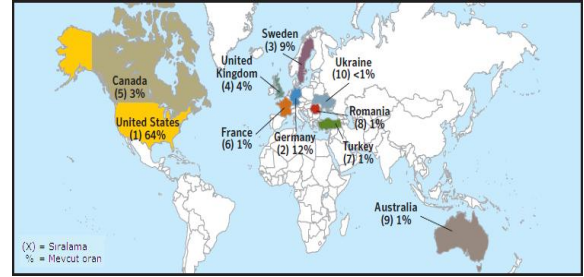 Sweden
(3) 9%
United
Kingdom
(4) 4%
Ukraine
(10) <1%
Canada
(5) 3%
United States
(1) 64%
France
(6) 1%
Germany
(2) 12%
Romania
(8) 1%
Turkey
(7) 1%
Australia
(9) 1%
(X) = Sıralama
% = Mevcut oran